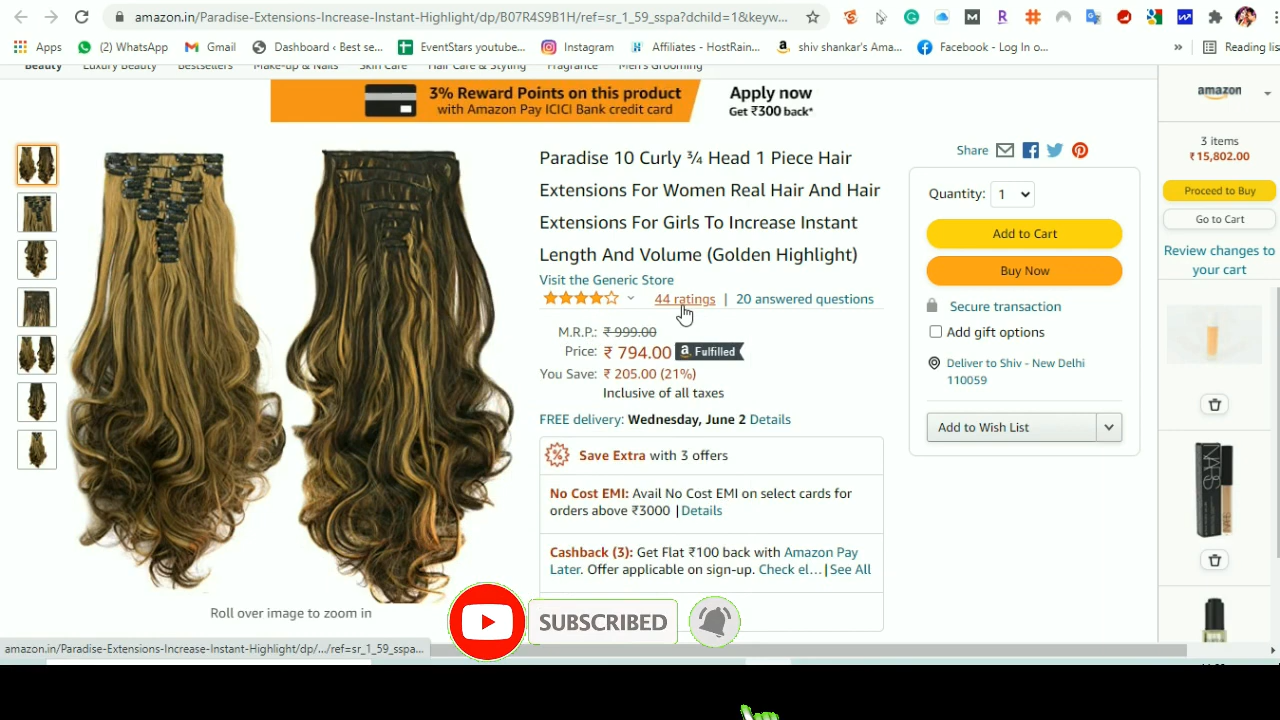 amazon.in/Paradise-Extensions-Increase-Instant-Highlight/dp/B07R4S9B1H/ref=sr_1_59_sspa?dchild=1&keyw...
Apps
(2) WhatsApp
Gmail
Dashboard ‹ Best se...
EventStars youtube...
Instagram
Affiliates - HostRain...
shiv shankar's Ama...
Facebook - Log In o...
»
Reading lis
Beauty Luxury Beauty Bestsellers Make-up & Nails Skin Care Hair Care & Styling Fragrance Men's Grooming
3% Reward Points on this product
with Amazon Pay ICICI Bank credit card
Apply now
Get ₹300 back*
Paradise 10 Curly ¾ Head 1 Piece Hair
Extensions For Women Real Hair And Hair
Extensions For Girls To Increase Instant
Length And Volume (Golden Highlight)
Visit the Generic Store
44 ratings | 20 answered questions
M.R.P.: ₹ 999.00
Price: ₹ 794.00 a Fulfilled
You Save: ₹ 205.00 (21%)
Inclusive of all taxes
FREE delivery: Wednesday, June 2 Details
Save Extra with 3 offers
No Cost EMI: Avail No Cost EMI on select cards for
orders above ₹3000 |Details
Cashback (3): Get Flat ₹100 back with Amazon Pay
Later. Offer applicable on sign-up. Check el...|See All
Roll over image to zoom in
SUBSCRIBED
Share
Quantity: 1
Add to Cart
Buy Now
Secure transaction
Add gift options
Deliver to Shiv - New Delhi
110059
Add to Wish List
amazon
3 items
₹15,802.00
Proceed to Buy
Go to Cart
Review changes to
your cart
NARS
amazon.in/Paradise-Extensions-Increase-Instant-Highlight/dp/.../ref=sr_1_59_sspa...